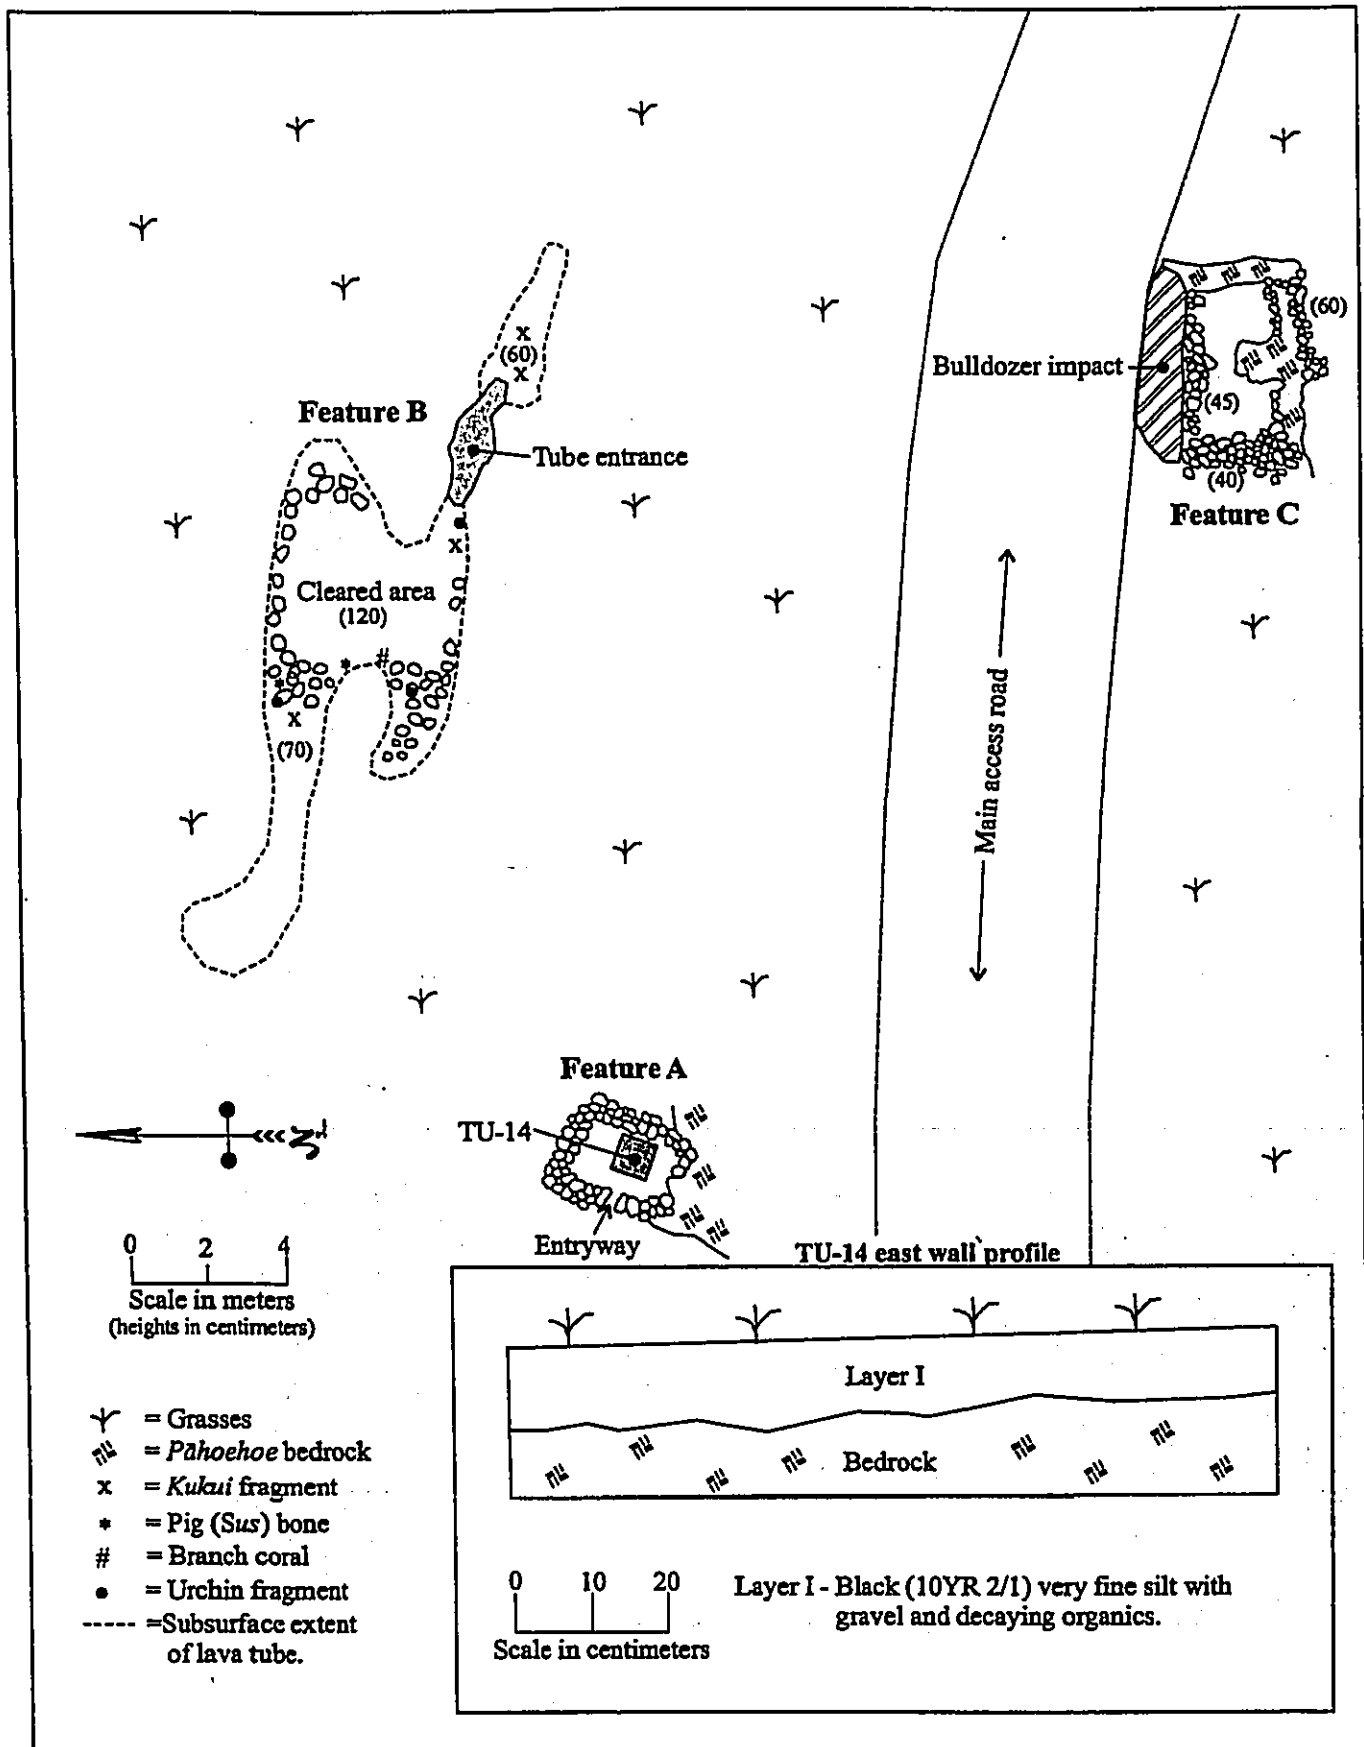 (60)
Feature B
Tube entrance
Cleared area
(120)
(70)
Bulldozer impact
(60)
(45)
(40)
Feature C
Main access road
Feature A
TU-14
Entryway
N
0 2 4
Scale in meters
(heights in centimeters)
= Grasses
= Pāhoehoe bedrock
x = Kukui fragment
* = Pig (Sus) bone
# = Branch coral
● = Urchin fragment
----- =Subsurface extent
of lava tube.
TU-14 east wall profile
Layer I
Bedrock
0 10 20
Scale in centimeters
Layer I - Black (10YR 2/1) very fine silt with
gravel and decaying organics.